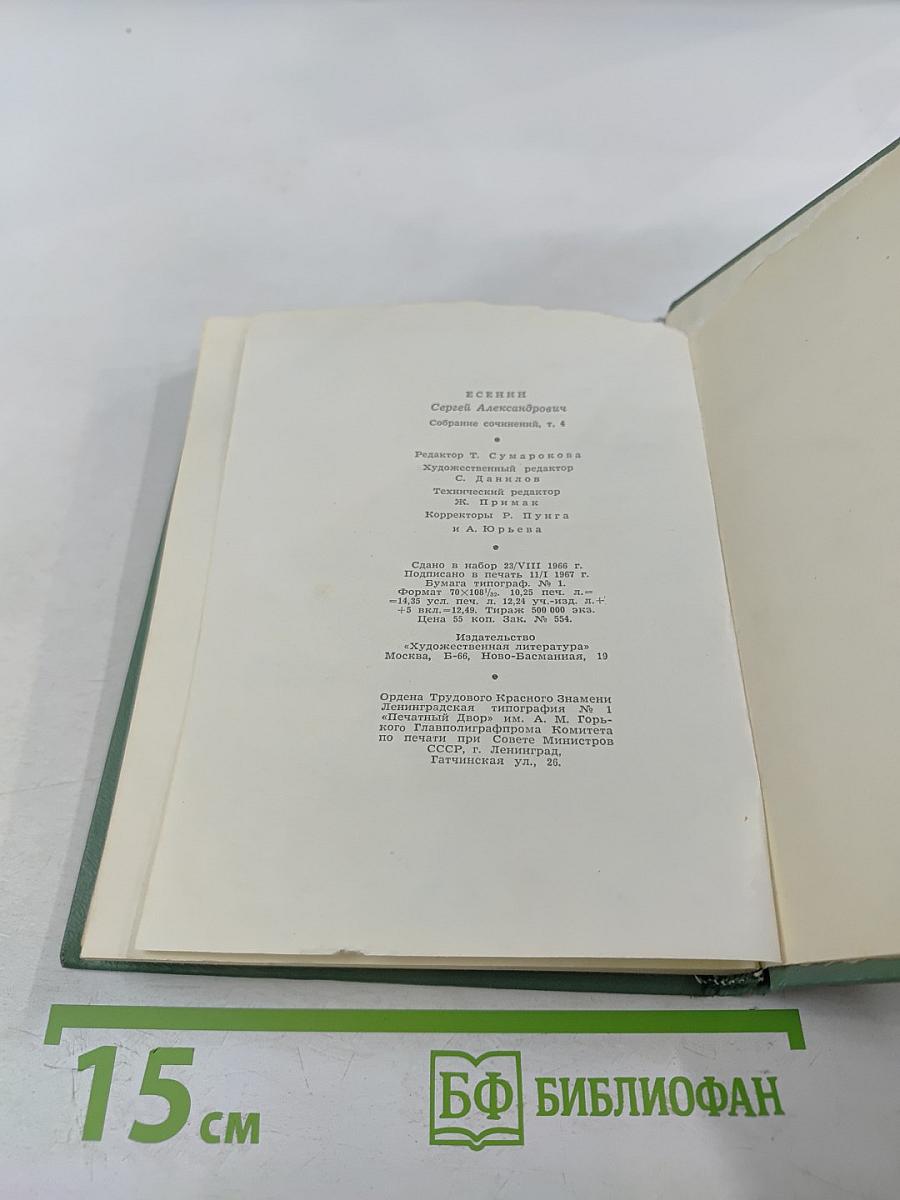 ЕСЕНИН
Сергей Александрович
Собрание сочинений, т. 4
Редактор Т. Сумарокова
Художественный редактор
С. Данилов
Технический редактор
Ж. Примак
Корректоры Р. Пунга
и А. Юрьева
Сдано в набор 23/VIII 1966 г.
Подписано в печать 11/I 1967 г.
Бумага типограф. № 1.
Формат 70×108¹/₃₂. 10,25 печ. л.=
=14,35 усл. печ. л. 12,24 уч.-изд. л.+
+5 вкл.=12,49. Тираж 500 000 экз.
Цена 55 коп. Зак. № 554.
Издательство
«Художественная литература»
Москва, Б-66, Ново-Басманная, 19
Ордена Трудового Красного Знамени
Ленинградская типография № 1
«Печатный Двор» им. А. М. Горь-
кого Главполиграфпрома Комитета
по печати при Совете Министров
СССР, г. Ленинград,
Гатчинская ул., 26.
15 см
БФ БИБЛИОФАН